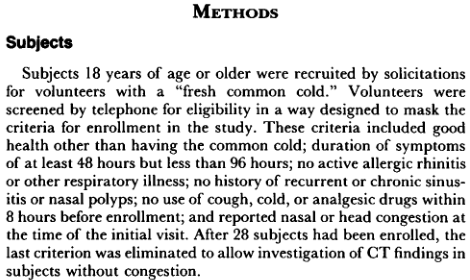 METHODS
Subjects
Subjects 18 years of age or older were recruited by solicitations
for volunteers with a “fresh common cold.” Volunteers were
screened by telephone for eligibility in a way designed to mask the
criteria for enrollment in the study. These criteria included good
health other than having the common cold; duration of symptoms
of at least 48 hours but less than 96 hours; no active allergic rhinitis
or other respiratory illness; no history of recurrent or chronic sinus-
itis or nasal polyps; no use of cough, cold, or analgesic drugs within
8 hours before enrollment; and reported nasal or head congestion at
the time of the initial visit. After 28 subjects had been enrolled, the
last criterion was eliminated to allow investigation of CT findings in
subjects without congestion.